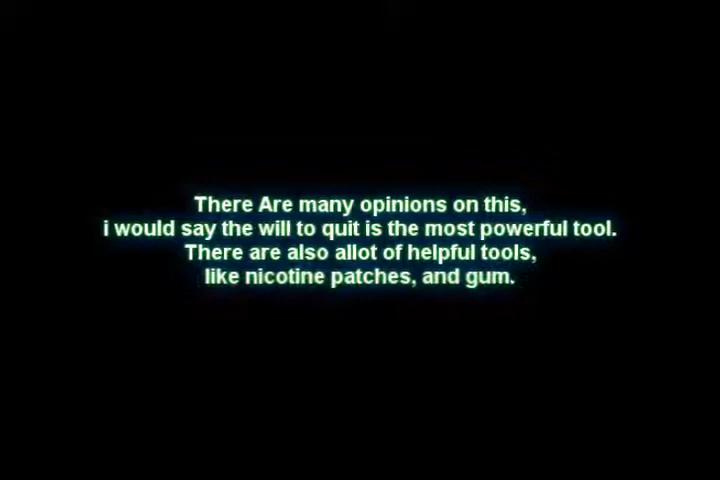 There Are many opinions on this,
i would say the will to quit is the most powerful tool.
There are also allot of helpful tools,
like nicotine patches, and gum.